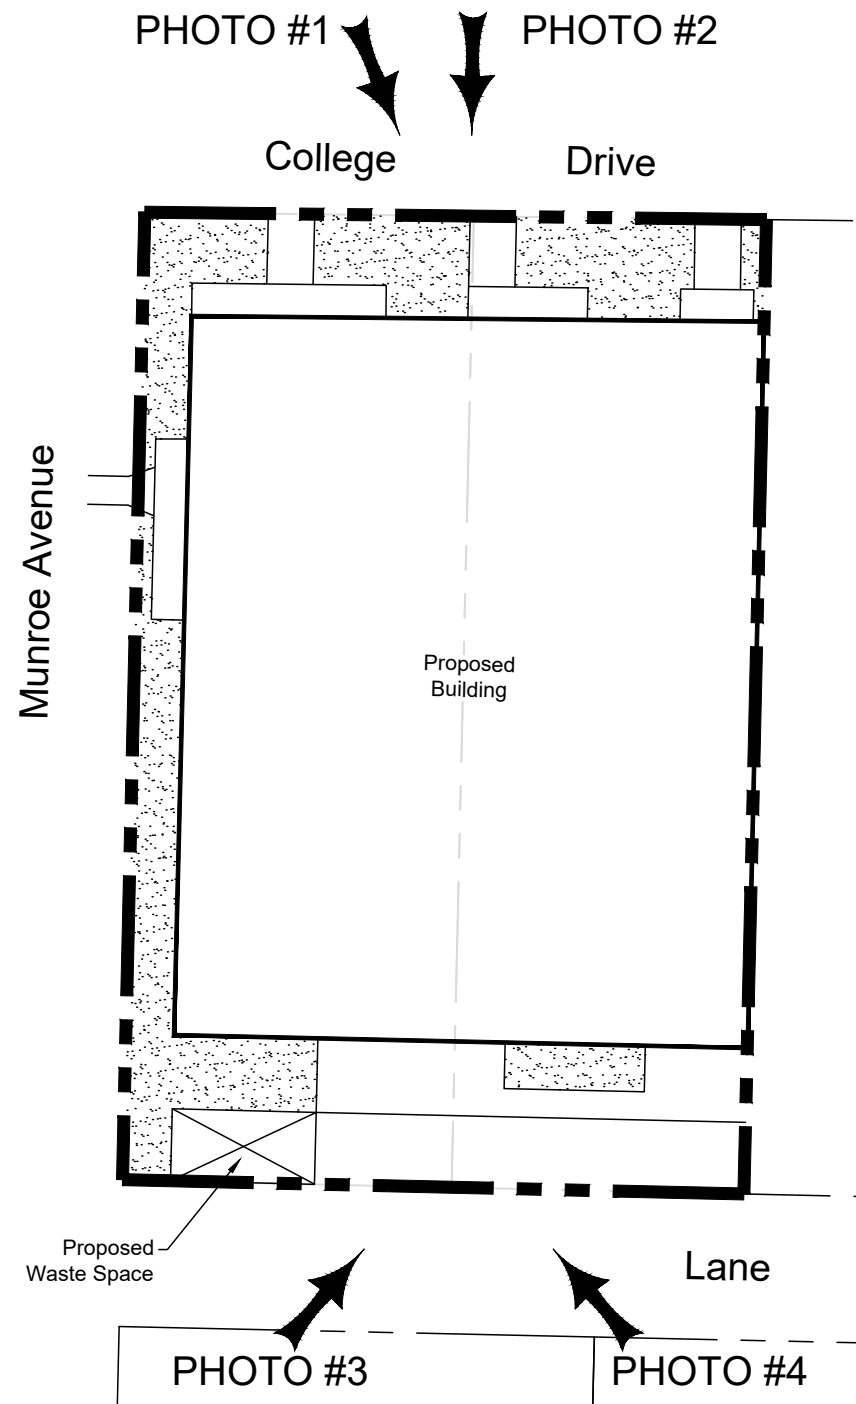 PHOTO #1
PHOTO #2
College
Drive
Munroe Avenue
Proposed
Building
Proposed
Waste Space
Lane
PHOTO #3
PHOTO #4